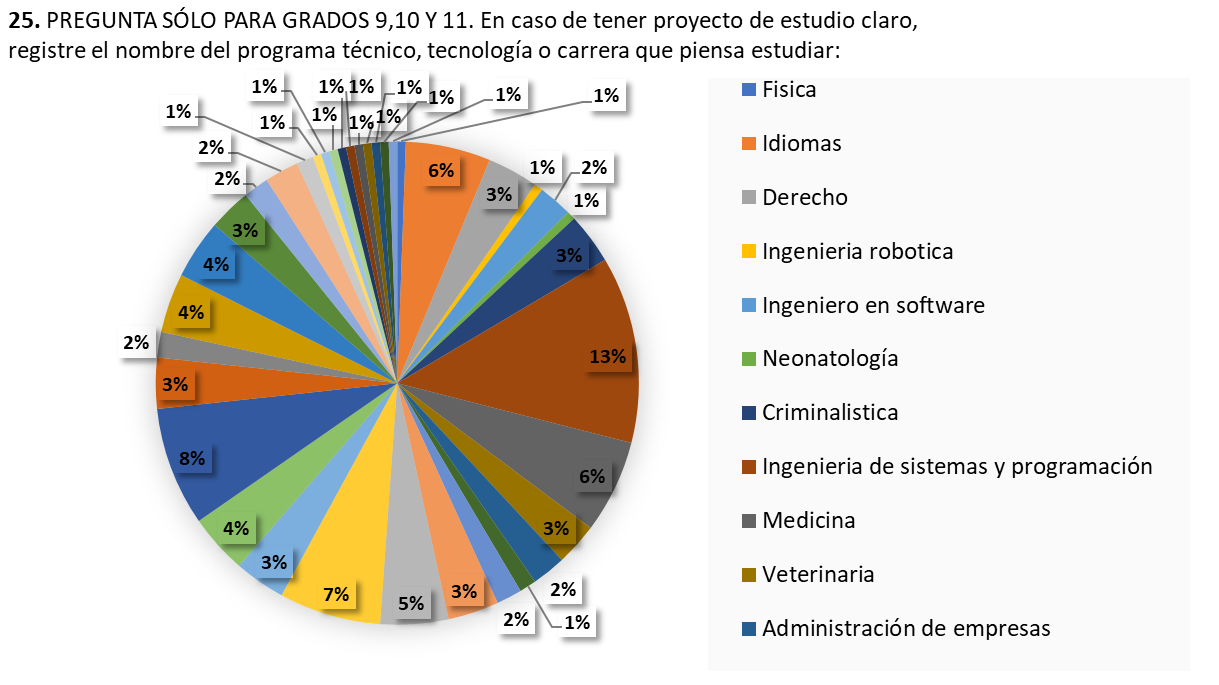 25. PREGUNTA SÓLO PARA GRADOS 9,10 Y 11. En caso de tener proyecto de estudio claro,
registre el nombre del programa técnico, tecnología o carrera que piensa estudiar:
1%
1%
1%
1%
1%
1%
1%
1%
1%
1%
1%
1%
2%
2%
6%
3%
1%
2%
1%
3%
13%
6%
3%
2%
1%
2%
3%
5%
7%
3%
4%
8%
3%
2%
4%
4%
3%
Fisica
Idiomas
Derecho
Ingenieria robotica
Ingeniero en software
Neonatología
Criminalistica
Ingenieria de sistemas y programación
Medicina
Veterinaria
Administración de empresas